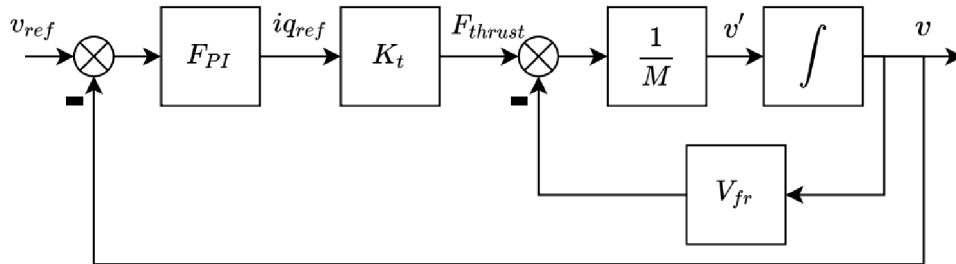 v_ref
F_PI
iq_ref
K_t
F_thrust
1
M
v'
∫
v
-
-
V_fr